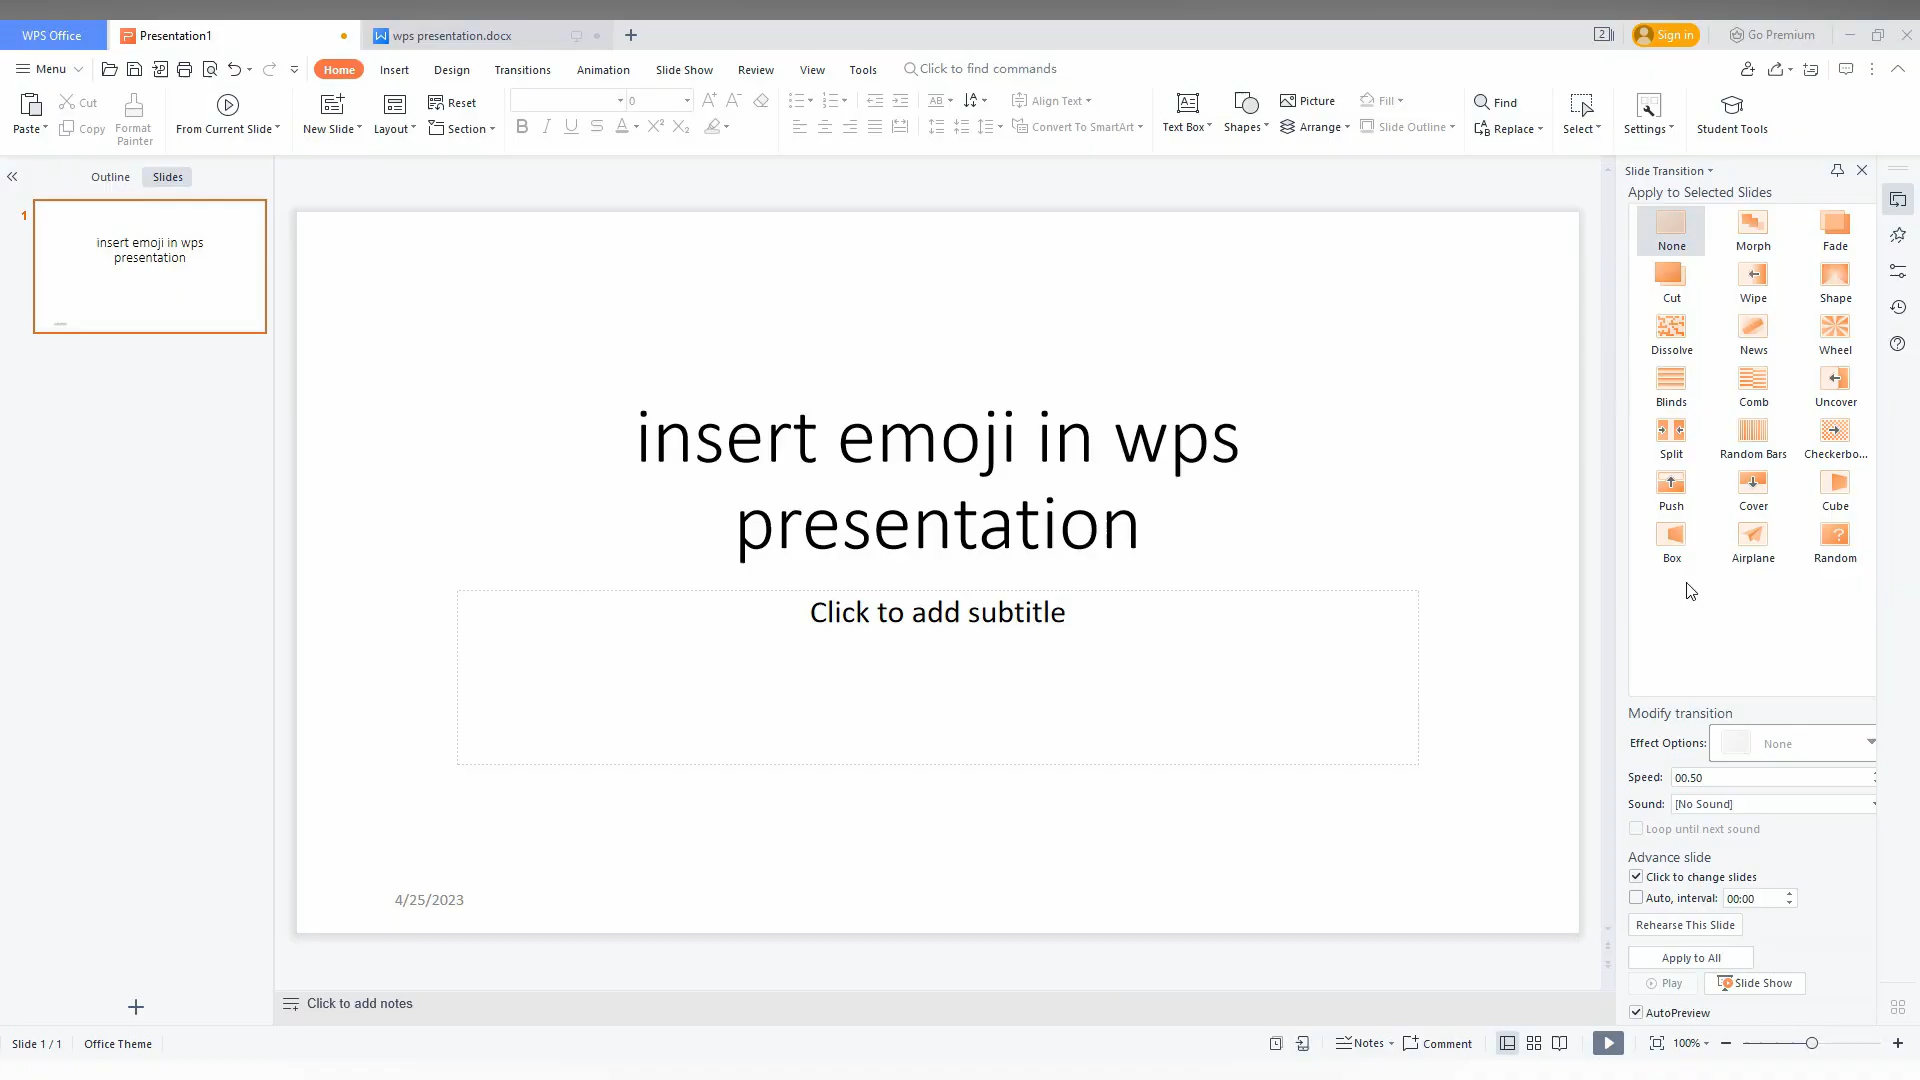 WPS Office
Presentation1
wps presentation.docx
2
Sign in
Go Premium
Menu
Home
Insert
Design
Transitions
Animation
Slide Show
Review
View
Tools
Click to find commands
Paste
Cut
Copy
Format Painter
From Current Slide
New Slide
Layout
Reset
Section
0
Align Text
Convert To SmartArt
Text Box
Shapes
Picture
Arrange
Fill
Slide Outline
Find
Replace
Select
Settings
Student Tools
Outline
Slides
1
insert emoji in wps
presentation
insert emoji in wps
presentation
Click to add subtitle
4/25/2023
Slide Transition
Apply to Selected Slides
None
Morph
Fade
Cut
Wipe
Shape
Dissolve
News
Wheel
Blinds
Comb
Uncover
Split
Random Bars
Checkerbo...
Push
Cover
Cube
Box
Airplane
Random
Modify transition
Effect Options: None
Speed: 00.50
Sound: [No Sound]
Loop until next sound
Advance slide
Click to change slides
Auto, interval: 00:00
Rehearse This Slide
Apply to All
Play
Slide Show
AutoPreview
Click to add notes
Slide 1 / 1
Office Theme
Notes
Comment
100%